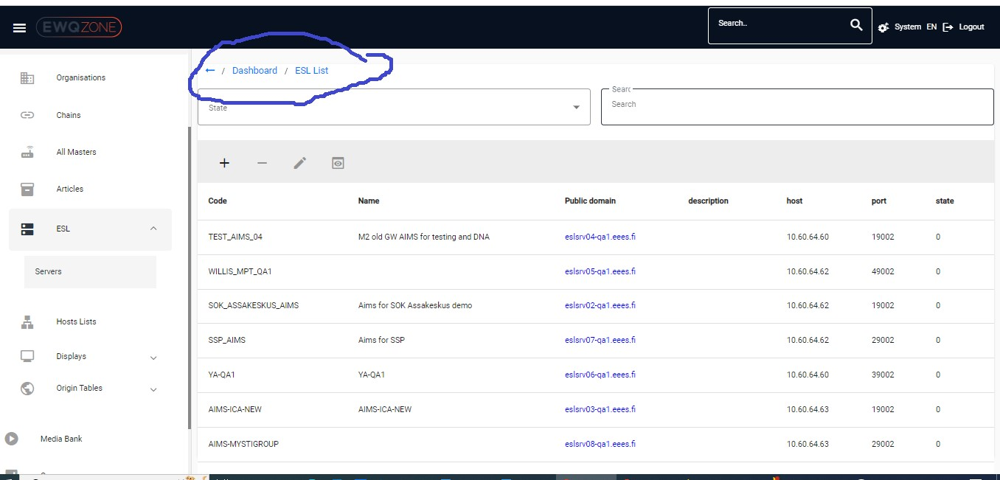 EWQZONE
Search..
System EN Logout
← / Dashboard / ESL List
Organisations
Chains
All Masters
Articles
ESL
Servers
Hosts Lists
Displays
Origin Tables
Media Bank
State
Searc
Search
Code Name Public domain description host port state
TEST_AIMS_04 M2 old GW AIMS for testing and DNA eslsrv04-qa1.eees.fi 10.60.64.60 19002 0
WILLIS_MPT_QA1 eslsrv05-qa1.eees.fi 10.60.64.62 49002 0
SOK_ASSAKESKUS_AIMS Aims for SOK Assakeskus demo eslsrv02-qa1.eees.fi 10.60.64.62 19002 0
SSP_AIMS Aims for SSP eslsrv07-qa1.eees.fi 10.60.64.62 29002 0
YA-QA1 YA-QA1 eslsrv06-qa1.eees.fi 10.60.64.60 39002 0
AIMS-ICA-NEW AIMS-ICA-NEW eslsrv03-qa1.eees.fi 10.60.64.63 19002 0
AIMS-MYSTIGROUP eslsrv08-qa1.eees.fi 10.60.64.63 29002 0